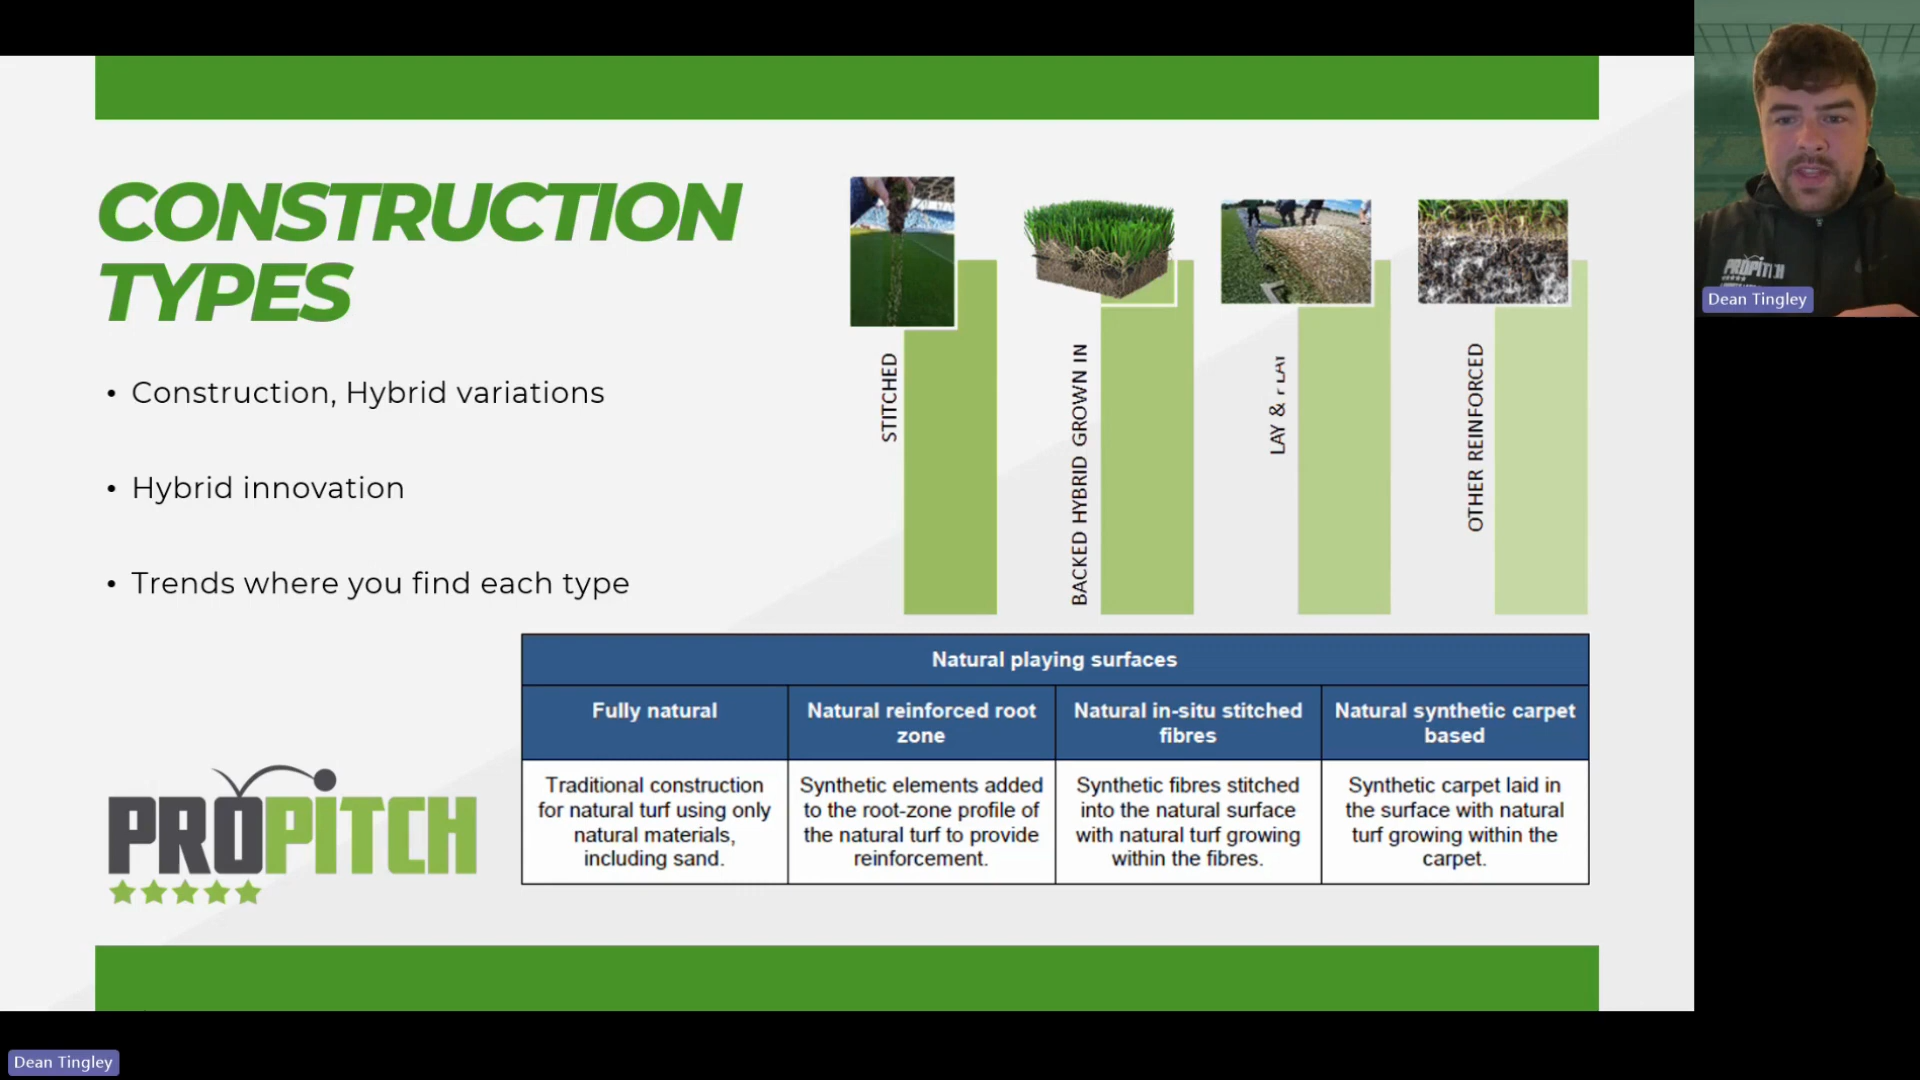 CONSTRUCTION
TYPES
• Construction, Hybrid variations
• Hybrid innovation
• Trends where you find each type
STITCHED
BACKED HYBRID GROWN IN
LAY &
OTHER REINFORCED
Natural playing surfaces
Fully natural
Natural reinforced root
zone
Natural in-situ stitched
fibres
Natural synthetic carpet
based
Traditional construction
for natural turf using only
natural materials,
including sand.
Synthetic elements added
to the root-zone profile of
the natural turf to provide
reinforcement.
Synthetic fibres stitched
into the natural surface
with natural turf growing
within the fibres.
Synthetic carpet laid in
the surface with natural
turf growing within the
carpet.
PROPITCH
PROPITCH
Dean Tingley
Dean Tingley